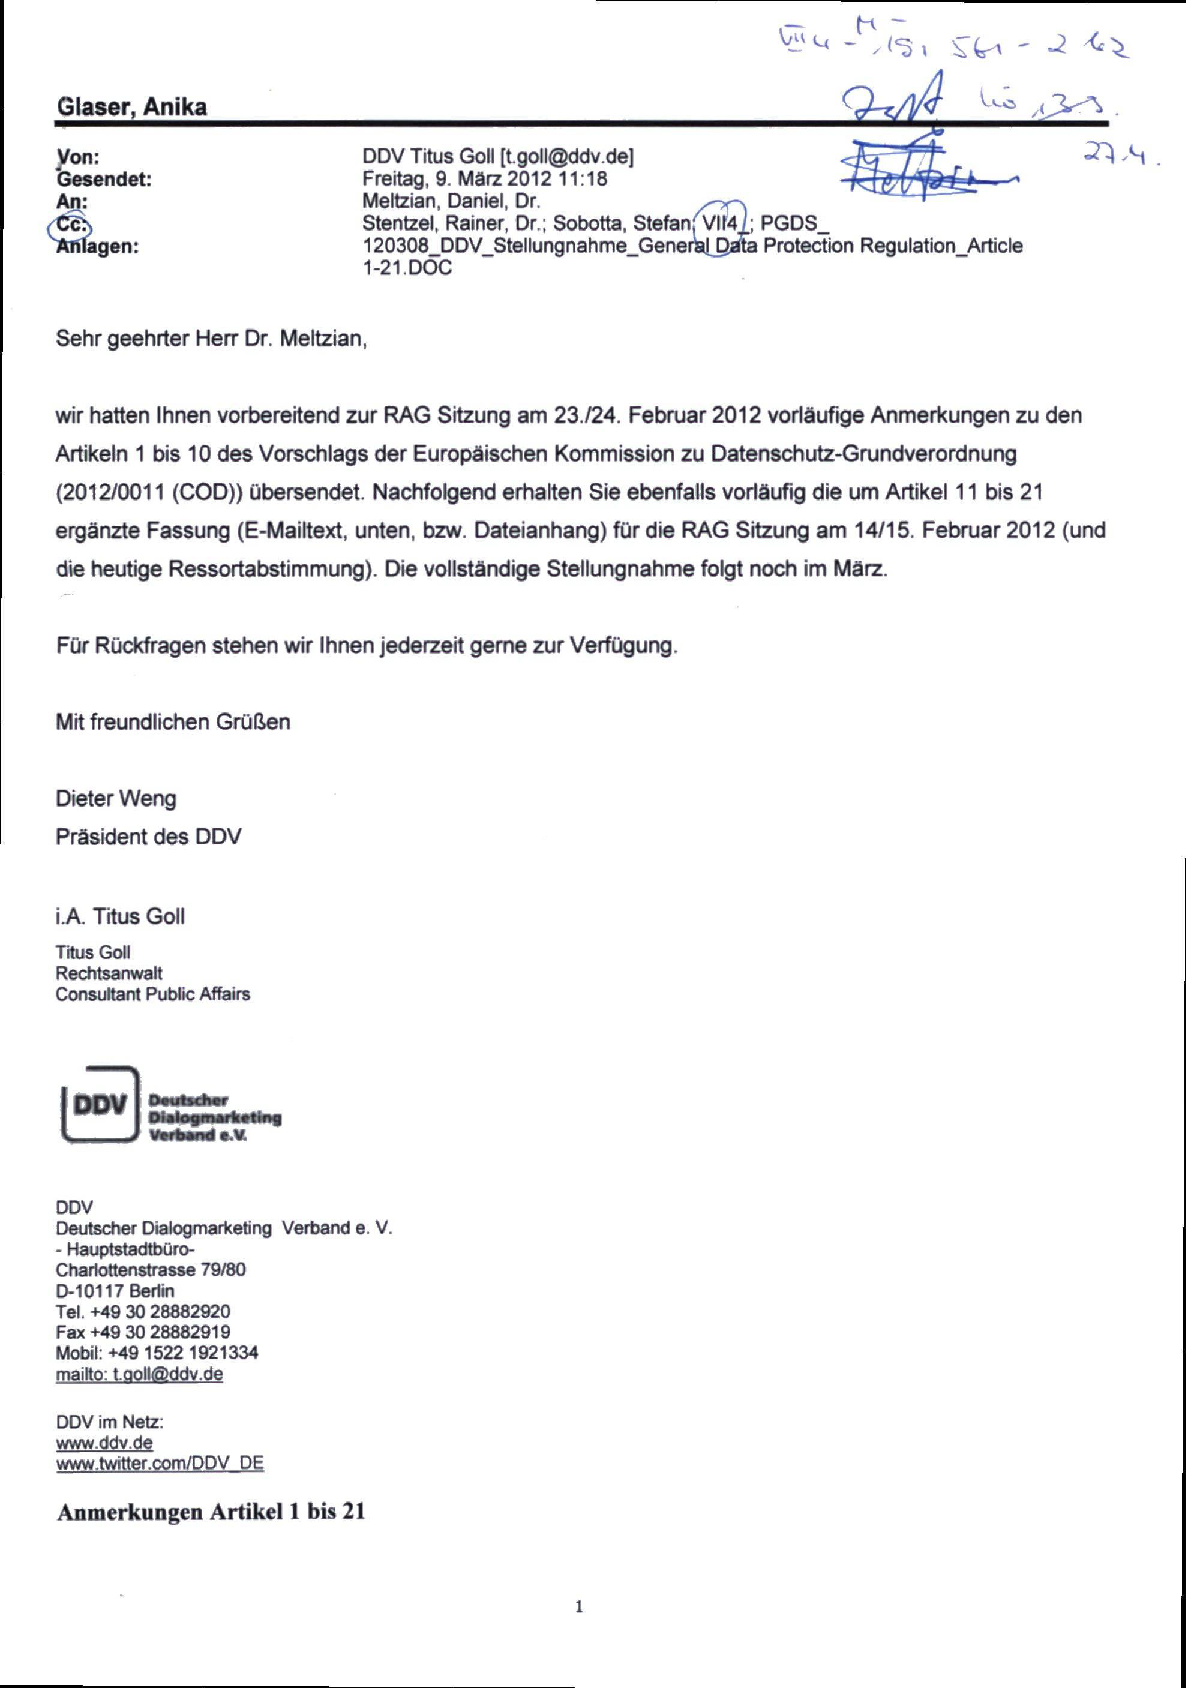 561-2 62
Glaser, Anika
27.4.
Von: DDV Titus Goll [t.goll@ddv.de]
Gesendet: Freitag, 9. März 2012 11:18
An: Meltzian, Daniel, Dr.
Cc: Stentzel, Rainer, Dr.; Sobotta, Stefan; VII4_; PGDS_
Anlagen: 120308_DDV_Stellungnahme_General Data Protection Regulation_Article
1-21.DOC
Sehr geehrter Herr Dr. Meltzian,
wir hatten Ihnen vorbereitend zur RAG Sitzung am 23./24. Februar 2012 vorläufige Anmerkungen zu den
Artikeln 1 bis 10 des Vorschlags der Europäischen Kommission zu Datenschutz-Grundverordnung
(2012/0011 (COD)) übersendet. Nachfolgend erhalten Sie ebenfalls vorläufig die um Artikel 11 bis 21
ergänzte Fassung (E-Mailtext, unten, bzw. Dateianhang) für die RAG Sitzung am 14/15. Februar 2012 (und
die heutige Ressortabstimmung). Die vollständige Stellungnahme folgt noch im März.
Für Rückfragen stehen wir Ihnen jederzeit gerne zur Verfügung.
Mit freundlichen Grüßen
Dieter Weng
Präsident des DDV
i.A. Titus Goll
Titus Goll
Rechtsanwalt
Consultant Public Affairs
DDV
Deutscher
Dialogmarketing
Verband e.V.
DDV
Deutscher Dialogmarketing Verband e. V.
- Hauptstadtbüro-
Charlottenstrasse 79/80
D-10117 Berlin
Tel. +49 30 28882920
Fax +49 30 28882919
Mobil: +49 1522 1921334
mailto: t.goll@ddv.de
DDV im Netz:
www.ddv.de
www.twitter.com/DDV_DE
Anmerkungen Artikel 1 bis 21
1